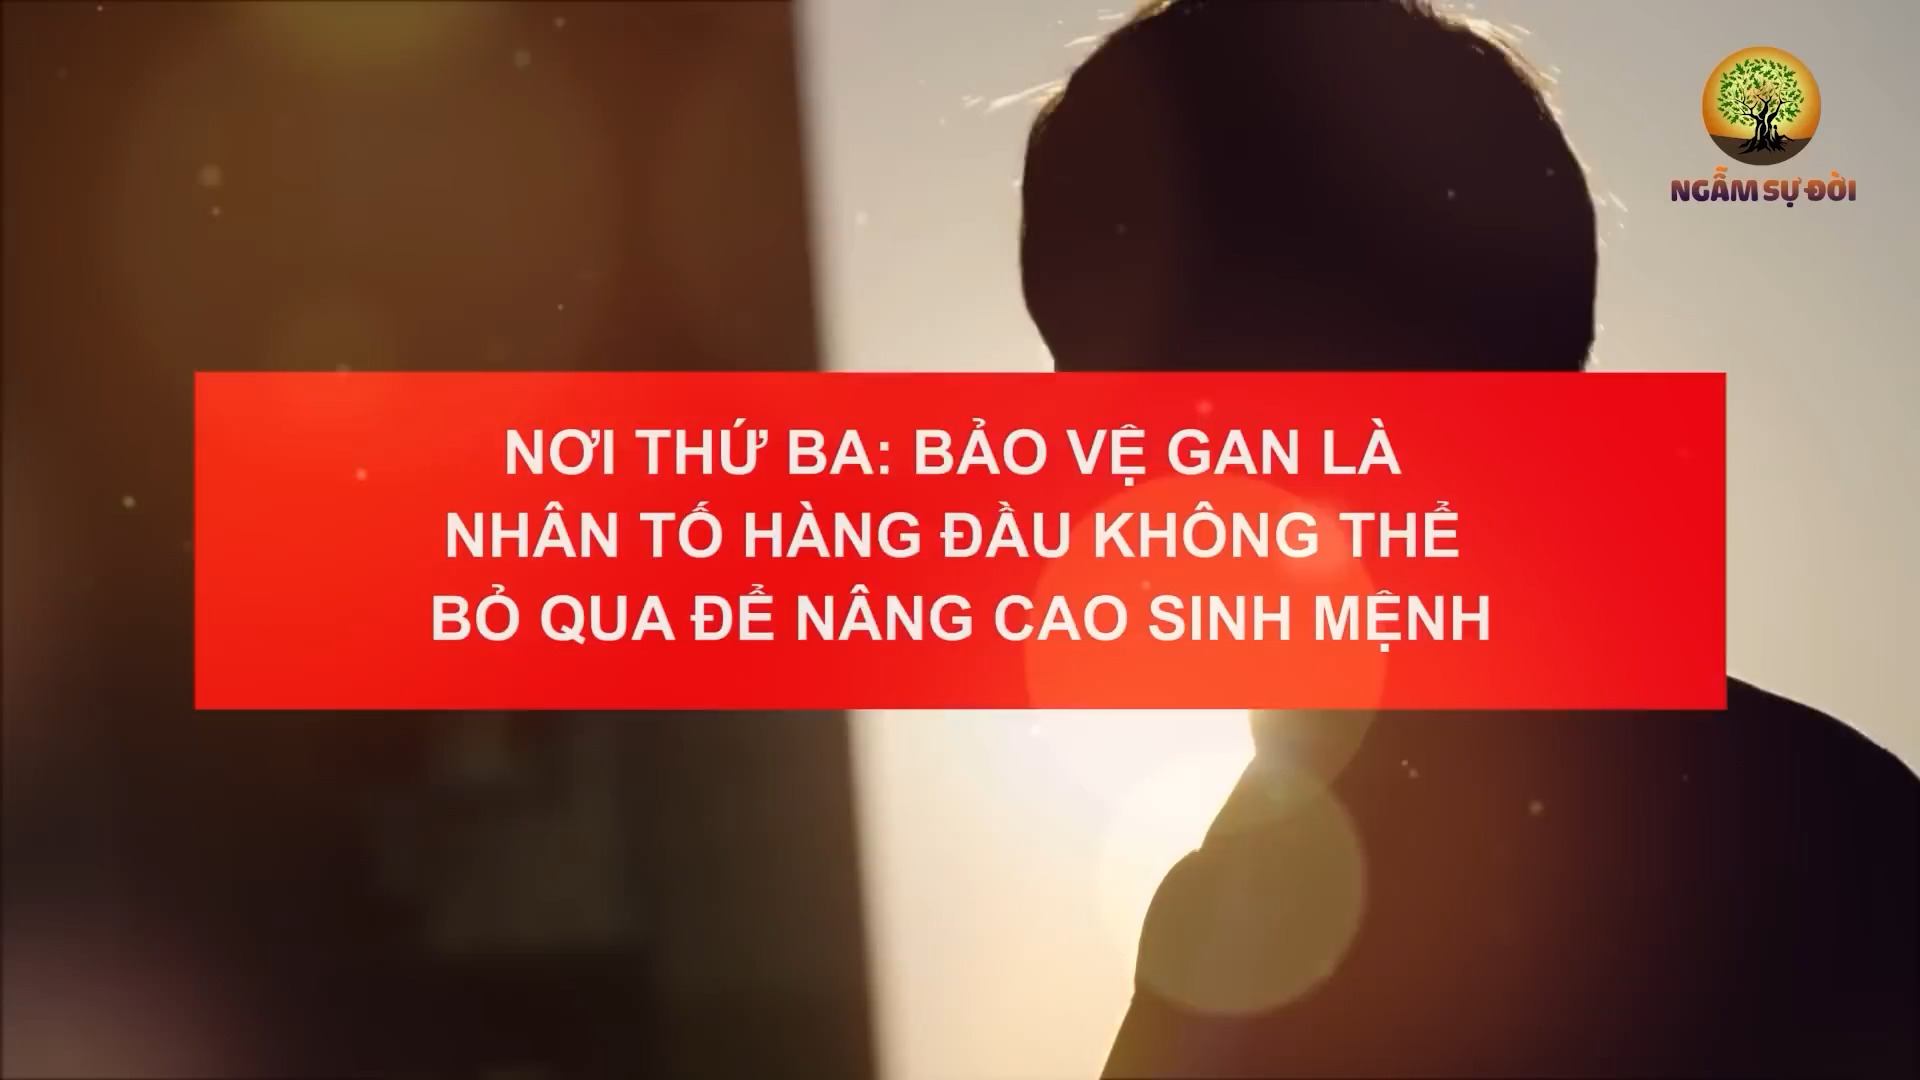 NGẪM SỰ ĐỜI
NƠI THỨ BA: BẢO VỆ GAN LÀ
NHÂN TỐ HÀNG ĐẦU KHÔNG THỂ
BỎ QUA ĐỂ NÂNG CAO SINH MỆNH